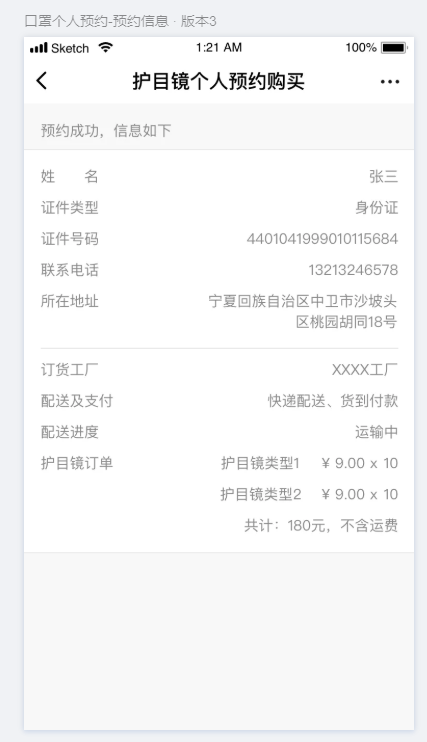 口罩个人预约-预约信息 · 版本3
Sketch 1:21 AM 100%
护目镜个人预约购买
预约成功，信息如下
姓 名 张三
证件类型 身份证
证件号码 4401041999010115684
联系电话 13213246578
所在地址 宁夏回族自治区中卫市沙坡头
区桃园胡同18号
订货工厂 XXXX工厂
配送及支付 快递配送、货到付款
配送进度 运输中
护目镜订单 护目镜类型1 ¥ 9.00 x 10
护目镜类型2 ¥ 9.00 x 10
共计：180元，不含运费